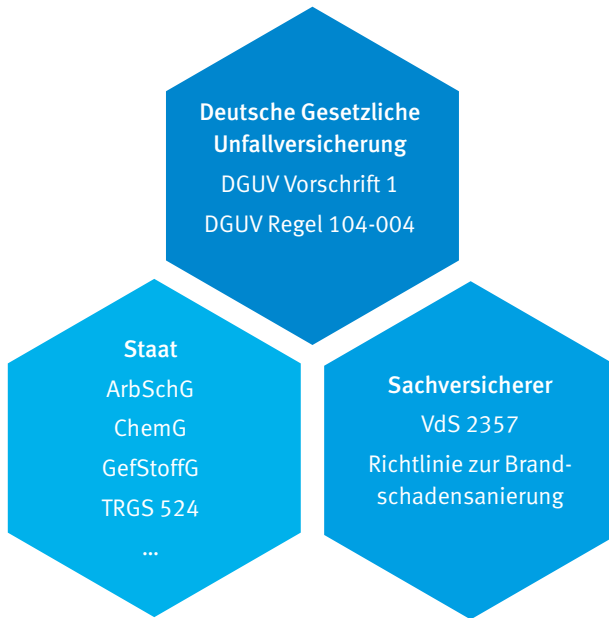 Deutsche Gesetzliche
Unfallversicherung
DGUV Vorschrift 1
DGUV Regel 104-004
Staat
ArbSchG
ChemG
GefStoffG
TRGS 524
...
Sachversicherer
VdS 2357
Richtlinie zur Brand-
schadensanierung